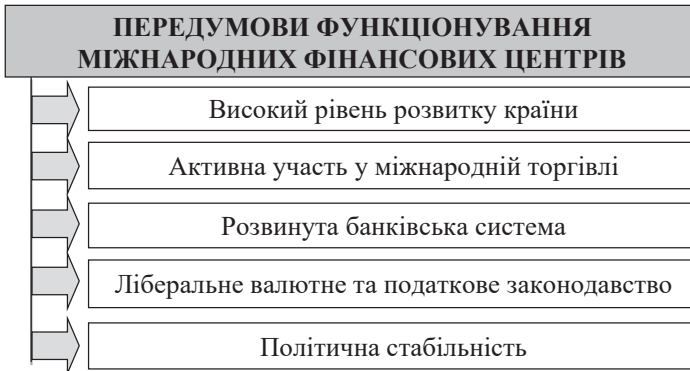 ПЕРЕДУМОВИ ФУНКЦІОНУВАННЯ
МІЖНАРОДНИХ ФІНАНСОВИХ ЦЕНТРІВ
Високий рівень розвитку країни
Активна участь у міжнародній торгівлі
Розвинута банківська система
Ліберальне валютне та податкове законодавство
Політична стабільність